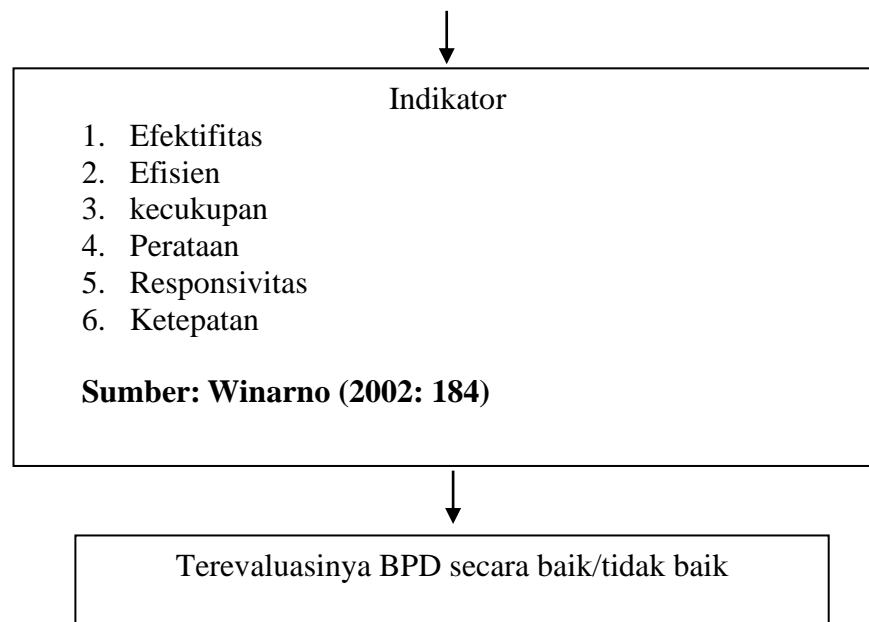 Indikator
1. Efektifitas
2. Efisien
3. kecukupan
4. Perataan
5. Responsivitas
6. Ketepatan
Sumber: Winarno (2002: 184)
Terevaluasinya BPD secara baik/tidak baik